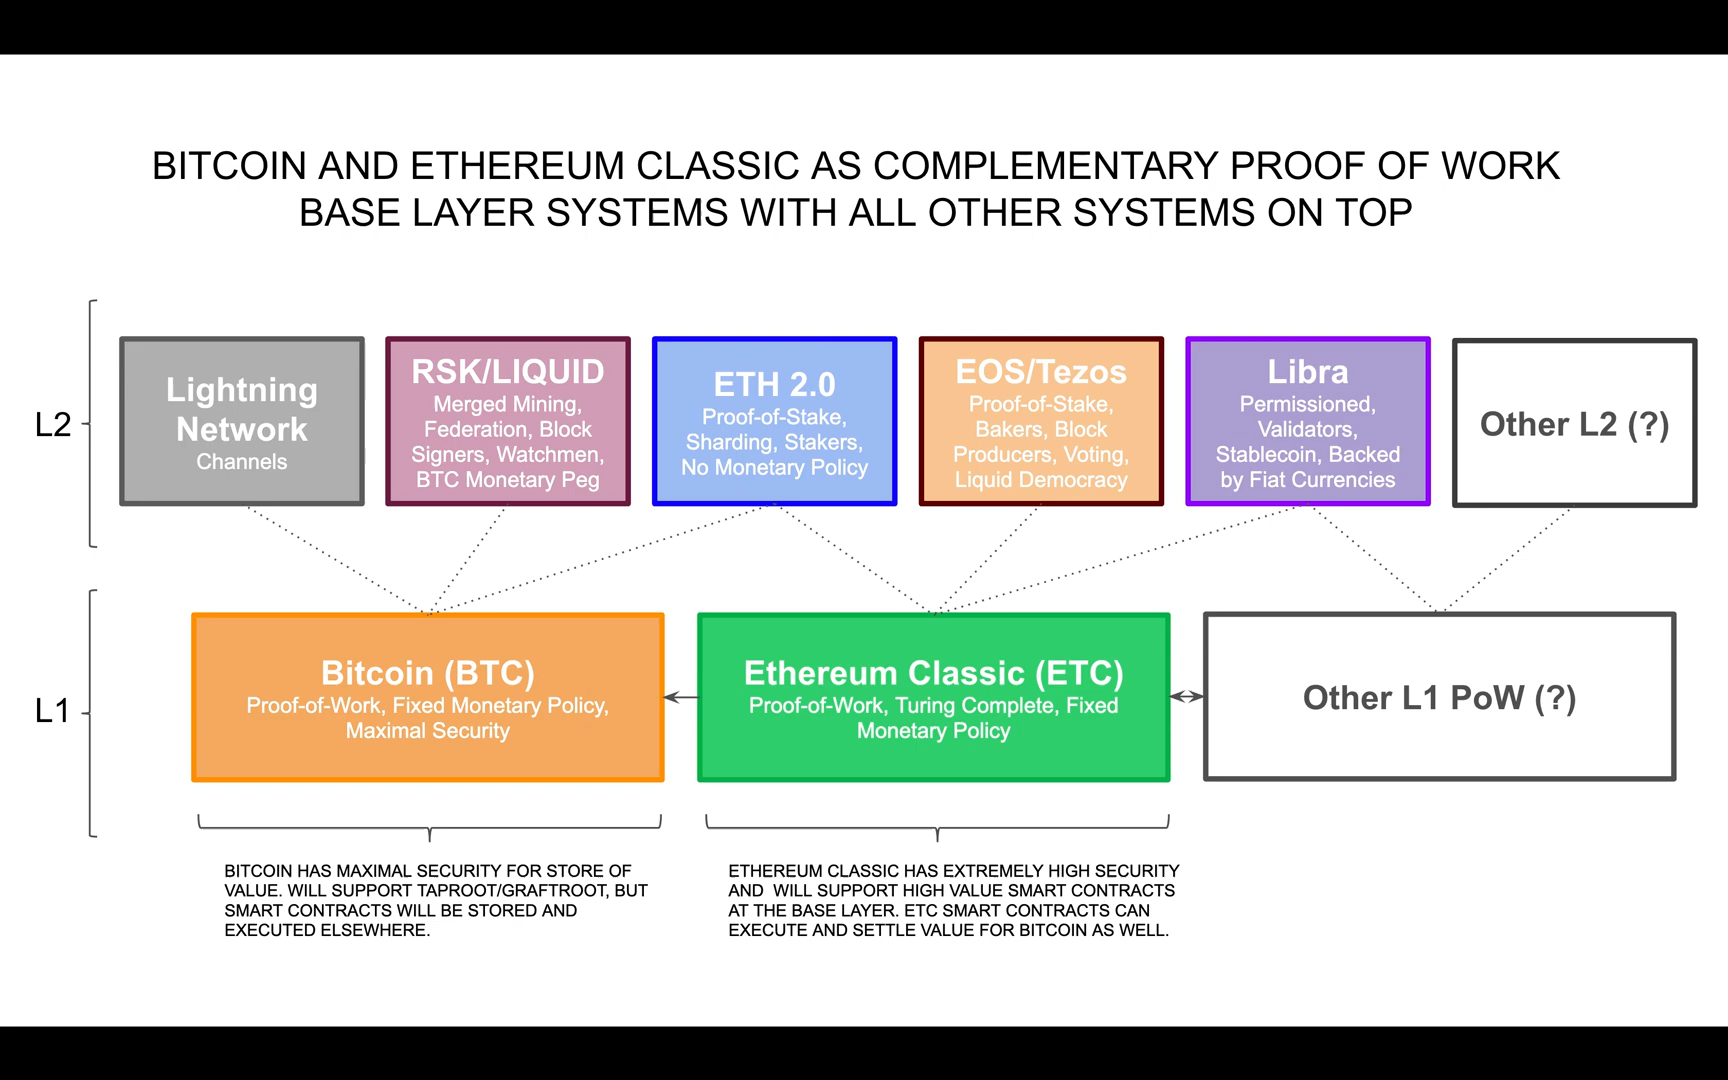 BITCOIN AND ETHEREUM CLASSIC AS COMPLEMENTARY PROOF OF WORK
BASE LAYER SYSTEMS WITH ALL OTHER SYSTEMS ON TOP
L2
Lightning
Network
Channels
RSK/LIQUID
Merged Mining,
Federation, Block
Signers, Watchmen,
BTC Monetary Peg
ETH 2.0
Proof-of-Stake,
Sharding, Stakers,
No Monetary Policy
EOS/Tezos
Proof-of-Stake,
Bakers, Block
Producers, Voting,
Liquid Democracy
Libra
Permissioned,
Validators,
Stablecoin, Backed
by Fiat Currencies
Other L2 (?)
L1
Bitcoin (BTC)
Proof-of-Work, Fixed Monetary Policy,
Maximal Security
Ethereum Classic (ETC)
Proof-of-Work, Turing Complete, Fixed
Monetary Policy
Other L1 PoW (?)
BITCOIN HAS MAXIMAL SECURITY FOR STORE OF
VALUE. WILL SUPPORT TAPROOT/GRAFTROOT, BUT
SMART CONTRACTS WILL BE STORED AND
EXECUTED ELSEWHERE.
ETHEREUM CLASSIC HAS EXTREMELY HIGH SECURITY
AND  WILL SUPPORT HIGH VALUE SMART CONTRACTS
AT THE BASE LAYER. ETC SMART CONTRACTS CAN
EXECUTE AND SETTLE VALUE FOR BITCOIN AS WELL.